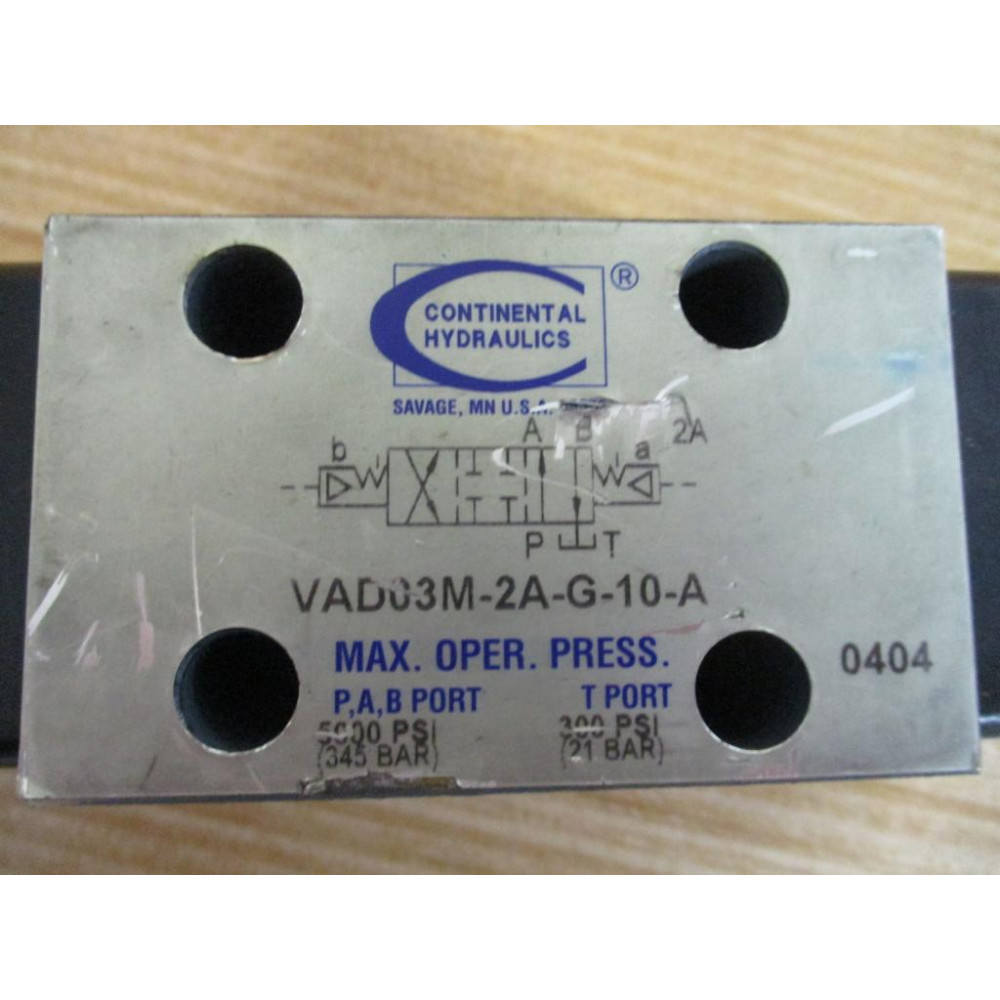 CONTINENTAL
HYDRAULICS
®
SAVAGE, MN U.S.A.
A B 2A
b a
P T
VAD03M-2A-G-10-A
MAX. OPER. PRESS.
0404
P,A,B PORT T PORT
5000 PSI 300 PSI
(345 BAR) (21 BAR)